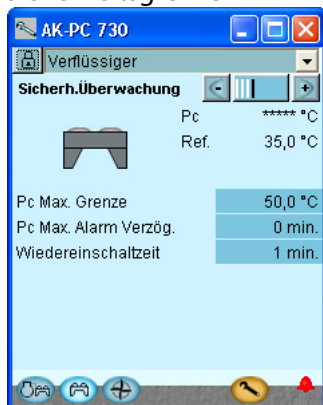 AK-PC 730
Verflüssiger
Sicherh.Überwachung - +
Pc ***** °C
Ref. 35,0 °C
Pc Max. Grenze 50,0 °C
Pc Max. Alarm Verzög. 0 min.
Wiedereinschaltzeit 1 min.